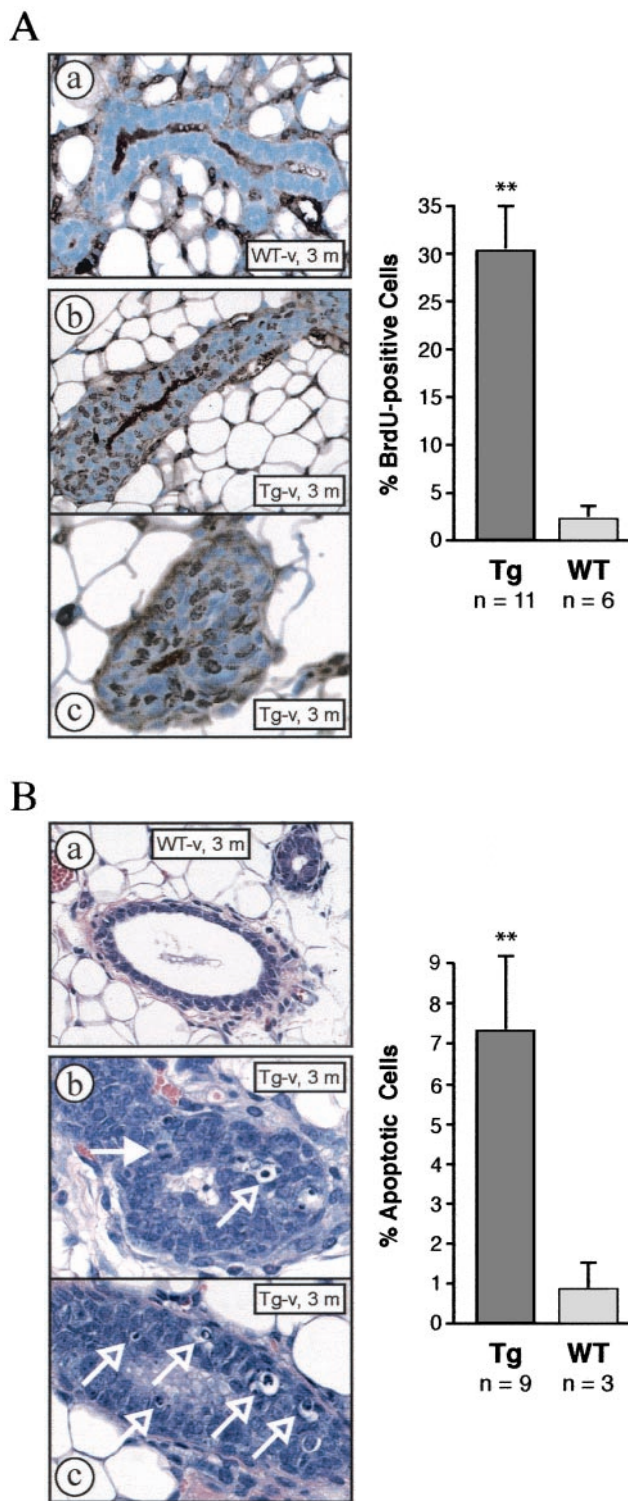 A
a
WT-v, 3 m
b
Tg-v, 3 m
c
Tg-v, 3 m
% BrdU-positive Cells
35
30
25
20
15
10
5
0
**
Tg
WT
n = 11
n = 6
B
a
WT-v, 3 m
b
Tg-v, 3 m
Tg-v, 3 m
c
% Apoptotic Cells
9
8
7
6
5
4
3
2
1
0
**
Tg
WT
n = 9
n = 3